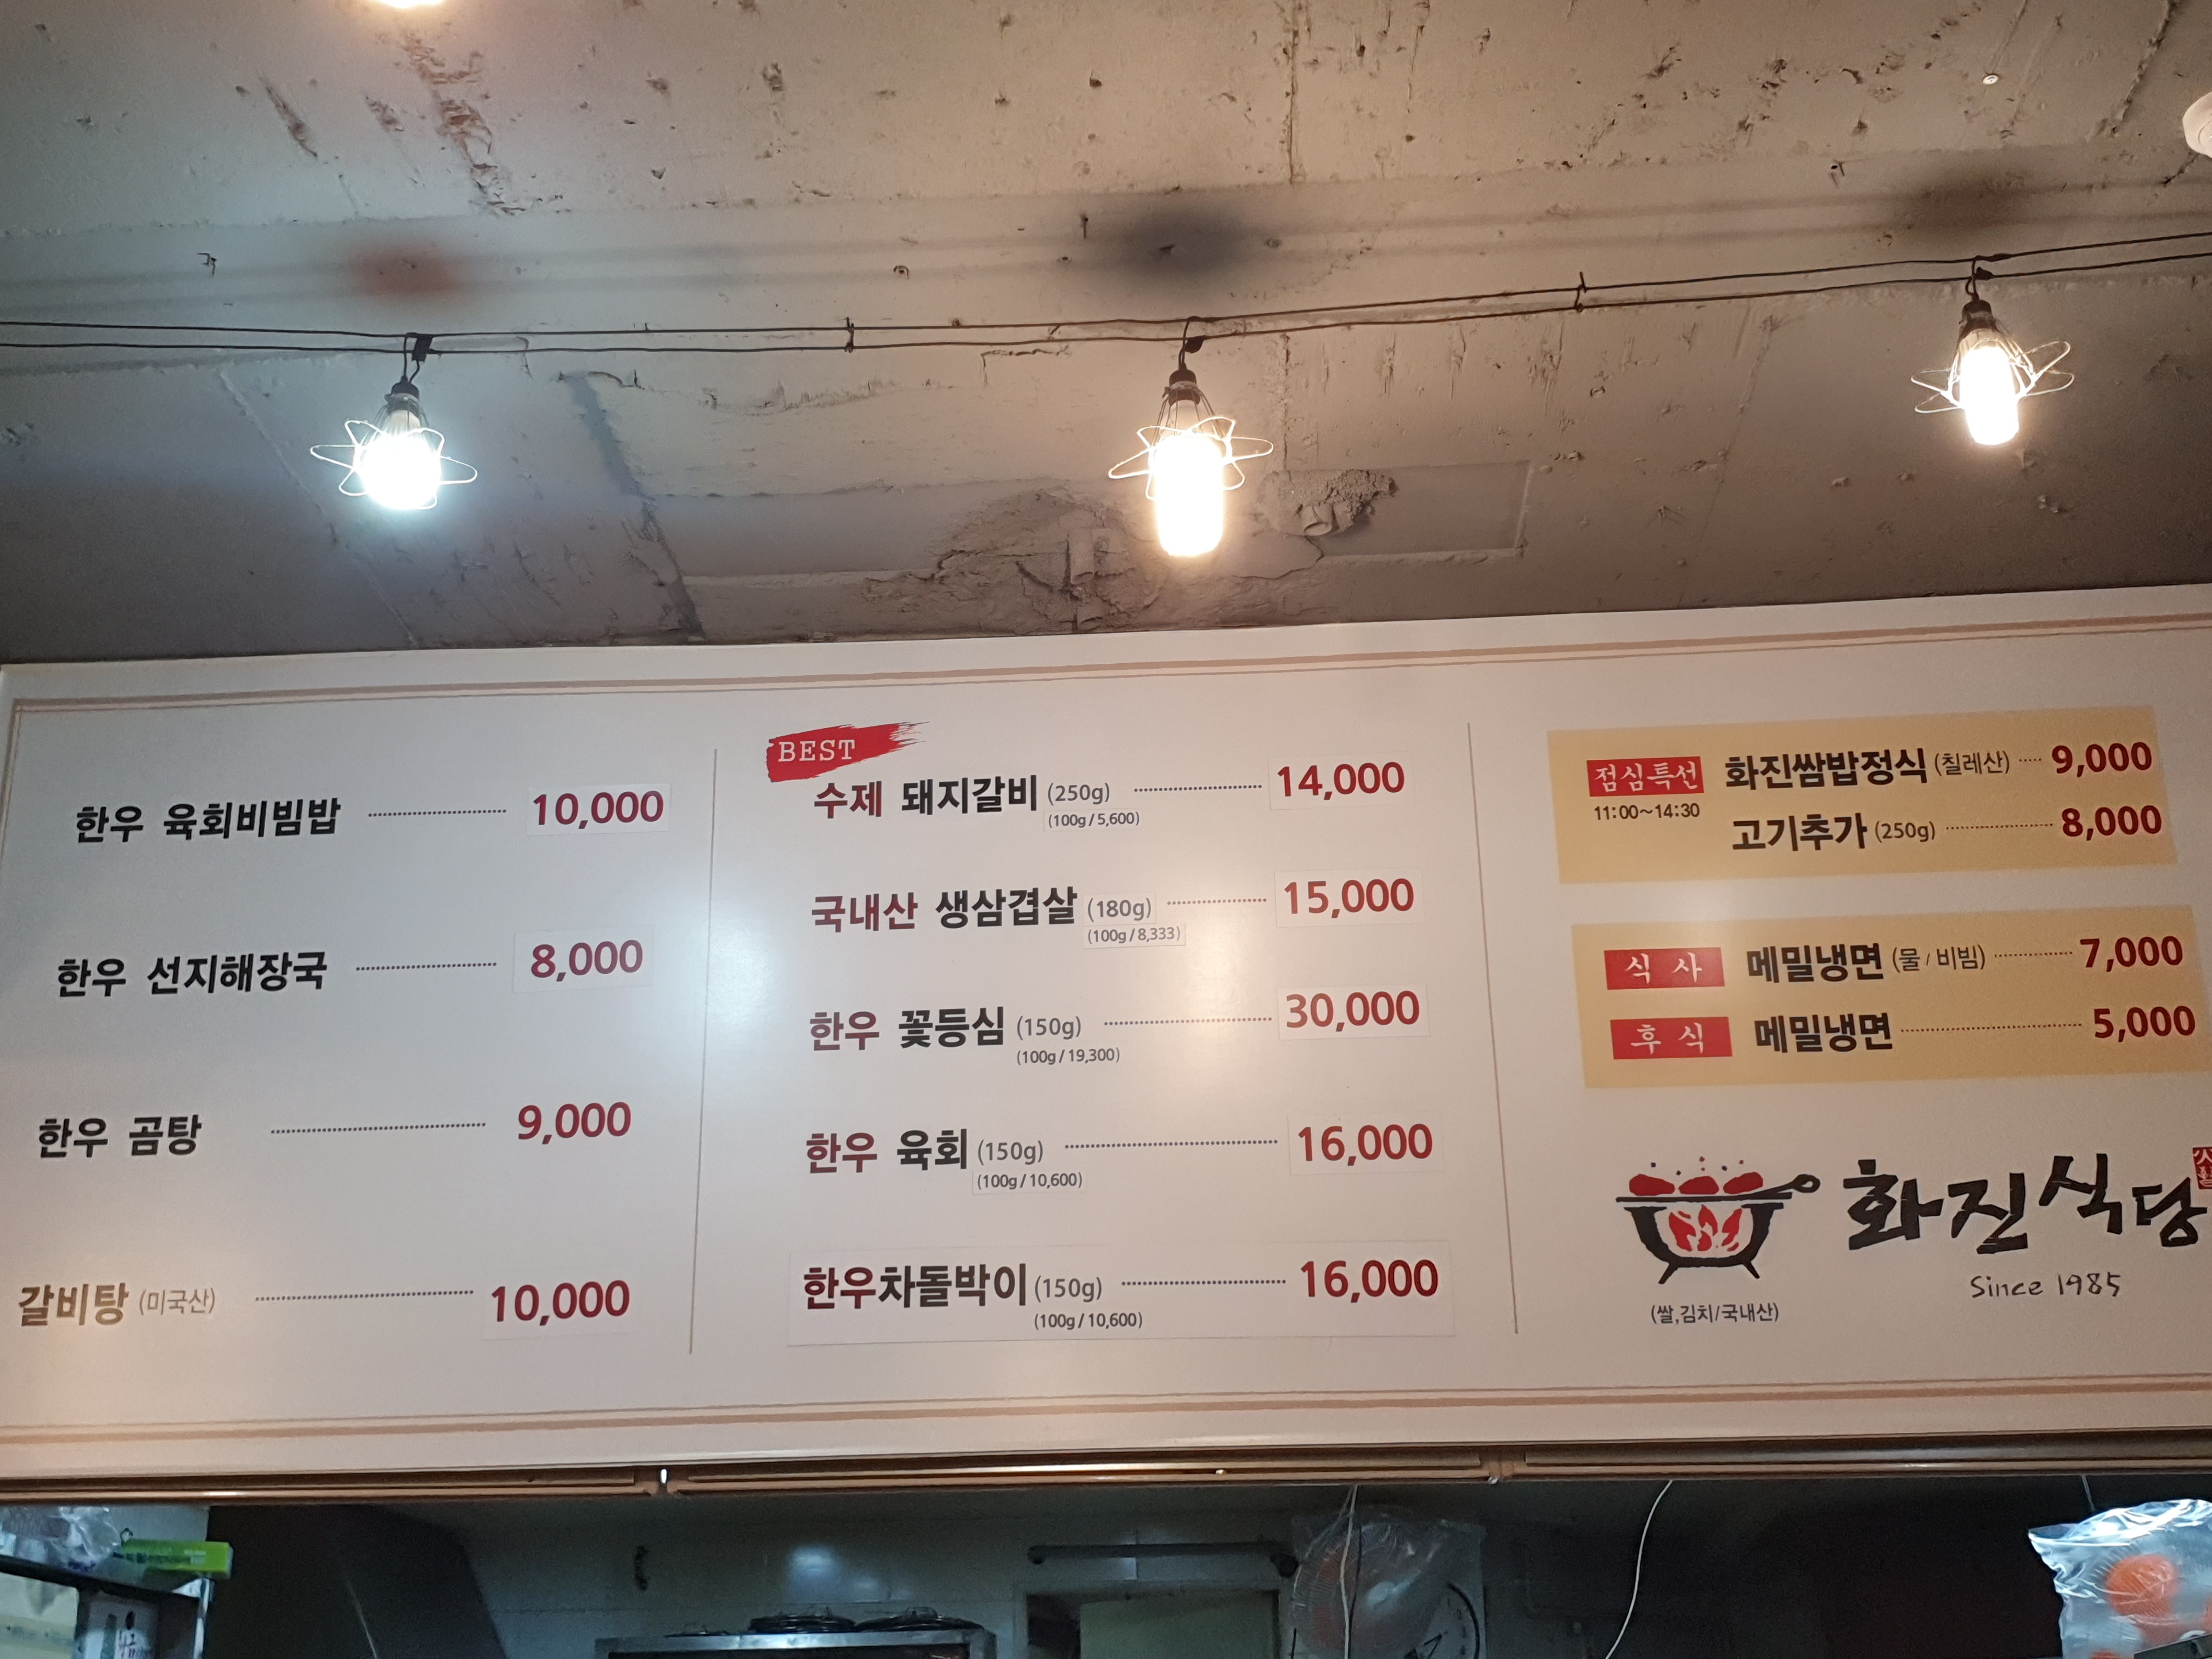 한우 육회비빔밥 10,000
한우 선지해장국 8,000
한우 곰탕 9,000
갈비탕 (미국산) 10,000
BEST
수제 돼지갈비 (250g) 14,000
(100g / 5,600)
국내산 생삼겹살 (180g) 15,000
(100g / 8,333)
한우 꽃등심 (150g) 30,000
(100g / 19,300)
한우 육회 (150g) 16,000
(100g / 10,600)
한우차돌박이 (150g) 16,000
(100g / 10,600)
점심특선 화진쌈밥정식 (칠레산) 9,000
11:00~14:30
고기추가 (250g) 8,000
식 사 메밀냉면 (물 / 비빔) 7,000
후 식 메밀냉면 5,000
화진식당
Since 1985
(쌀,김치/국내산)